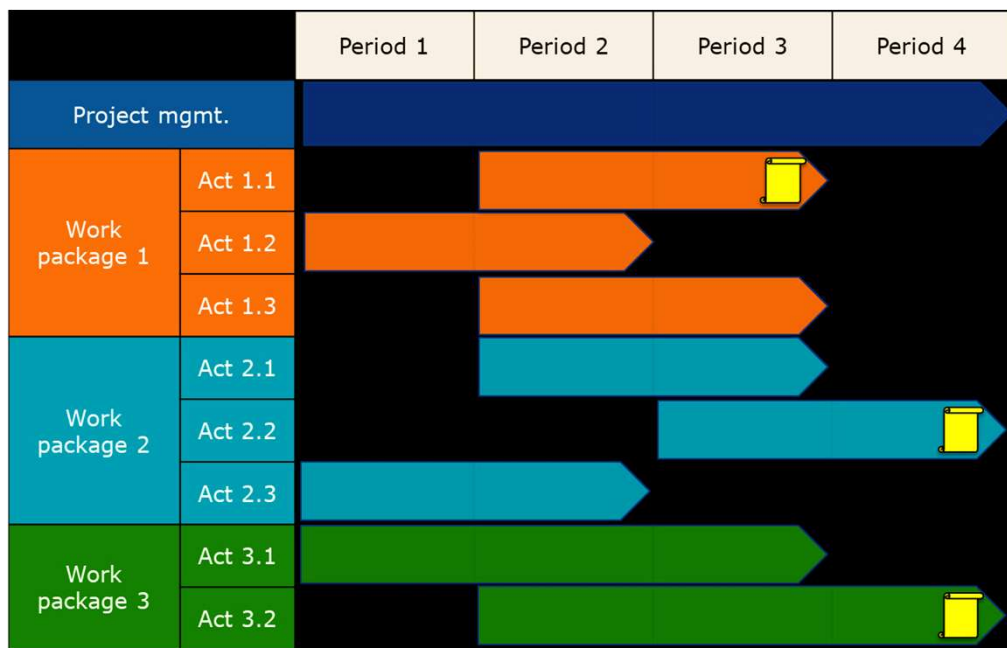 Period 1 Period 2 Period 3 Period 4
Project mgmt.
Work
package 1
Act 1.1
Act 1.2
Act 1.3
Work
package 2
Act 2.1
Act 2.2
Act 2.3
Work
package 3
Act 3.1
Act 3.2